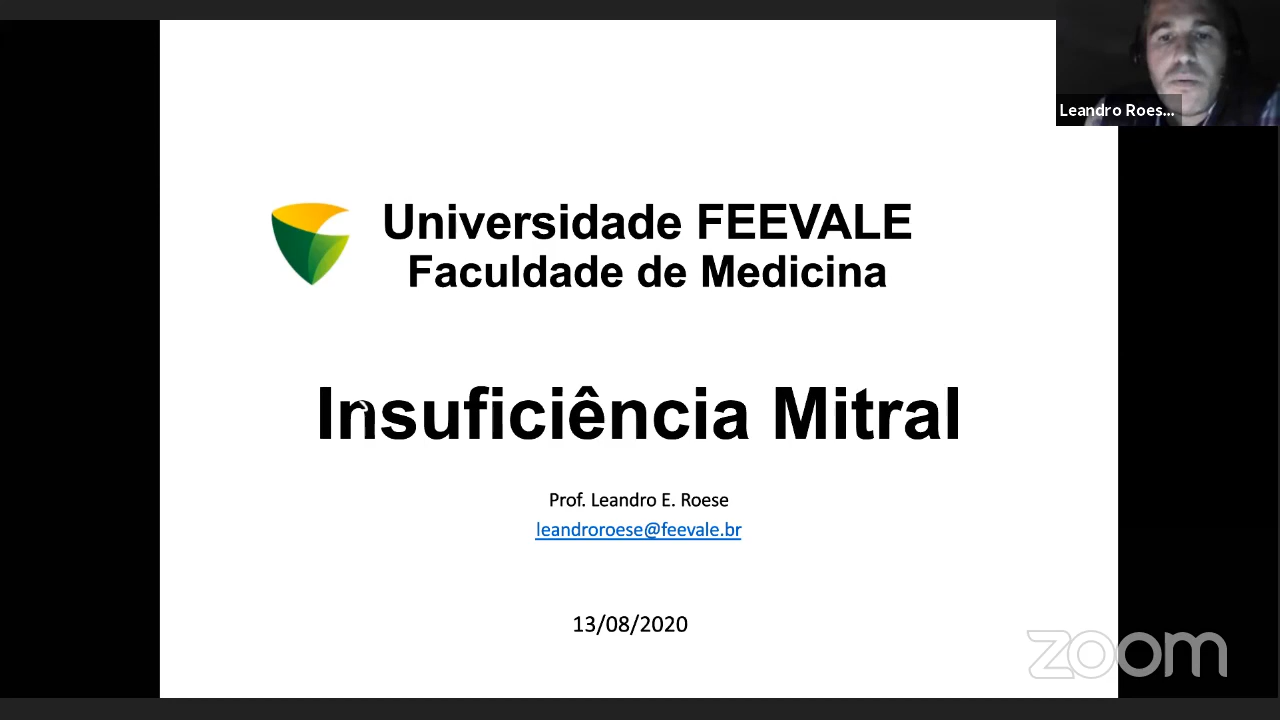 Leandro Roes...
Universidade FEEVALE
Faculdade de Medicina
Insuficiência Mitral
Prof. Leandro E. Roese
leandroroese@feevale.br
13/08/2020
zoom